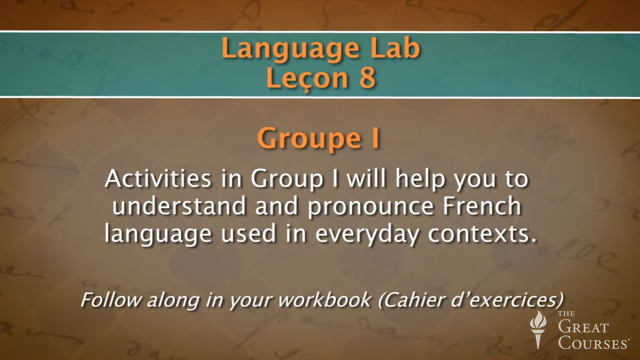 Language Lab
Leçon 8
Groupe I
Activities in Group I will help you to
understand and pronounce French
language used in everyday contexts.
Follow along in your workbook (Cahier d'exercices)
THE
GREAT
COURSES®